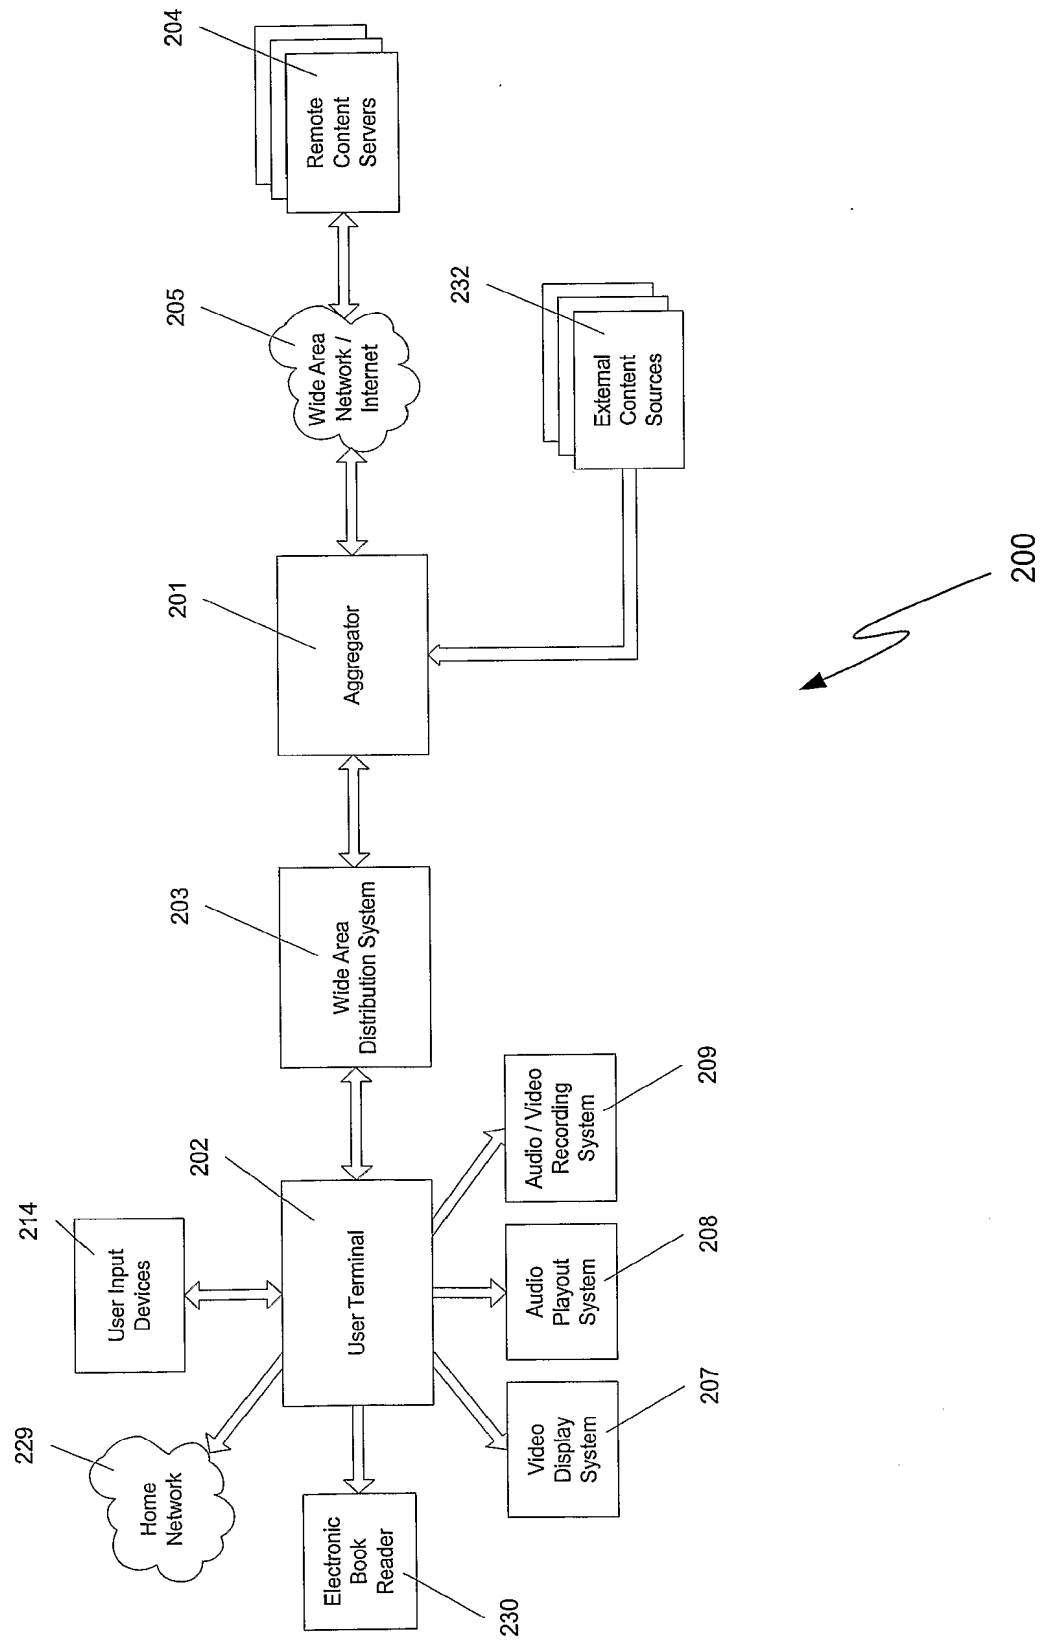 204
Remote
Content
Servers
205
Wide Area
Network /
Internet
232
External
Content
Sources
201
Aggregator
203
Wide Area
Distribution System
202
User Terminal
214
User Input
Devices
229
Home
Network
Electronic
Book
Reader
230
Video
Display
System
207
Audio
Playout
System
208
Audio / Video
Recording
System
209
200